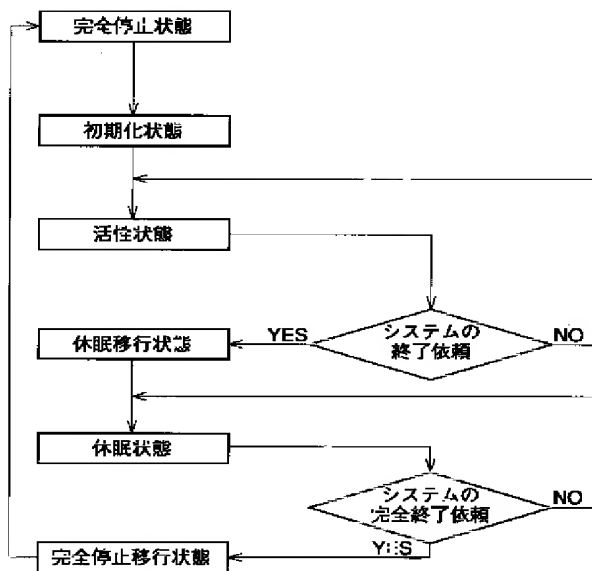 完全停止状態
初期化状態
活性状態
システムの
終了依頼
YES
NO
休眠移行状態
休眠状態
システムの
完全終了依頼
NO
YES
完全停止移行状態